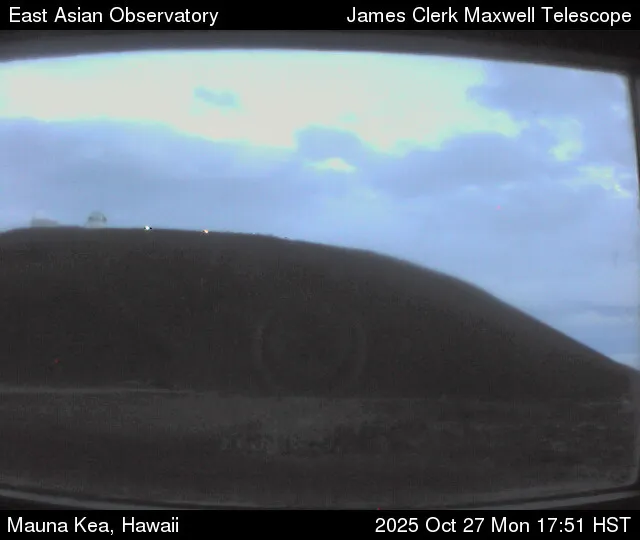 East Asian Observatory
James Clerk Maxwell Telescope
Mauna Kea, Hawaii
2025 Oct 27 Mon 17:51 HST